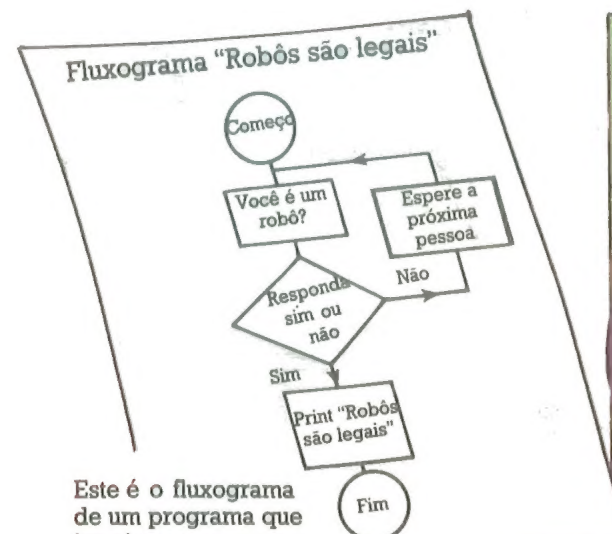 Fluxograma “Robôs são legais”
Começo
Você é um
robô?
Espere a
próxima
pessoa
Responda
sim ou
não
Não
Sim
Print “Robôs
são legais”
Fim
Este é o fluxograma
de um programa que